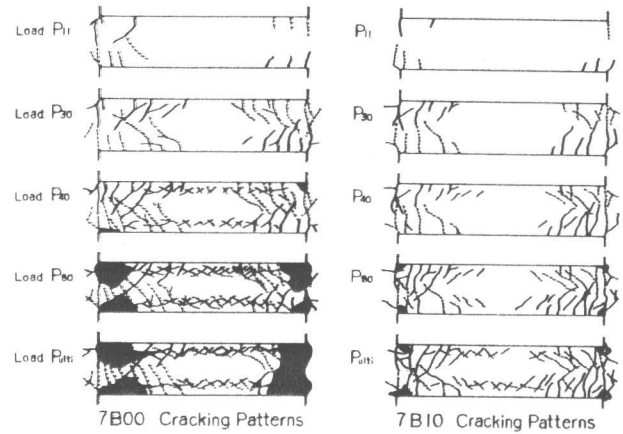 Load P11
Load P30
Load P40
Load P80
Load Pulti
7B00 Cracking Patterns
P11
P30
P40
P80
Pulti
7B10 Cracking Patterns